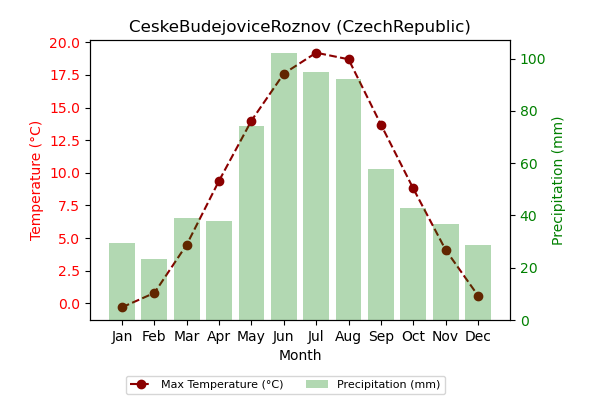 CeskeBudejoviceRoznov (CzechRepublic)
Temperature (°C)
20.0
17.5
15.0
12.5
10.0
7.5
5.0
2.5
0.0
Precipitation (mm)
100
80
60
40
20
0
Jan Feb Mar Apr May Jun Jul Aug Sep Oct Nov Dec
Month
Max Temperature (°C) Precipitation (mm)